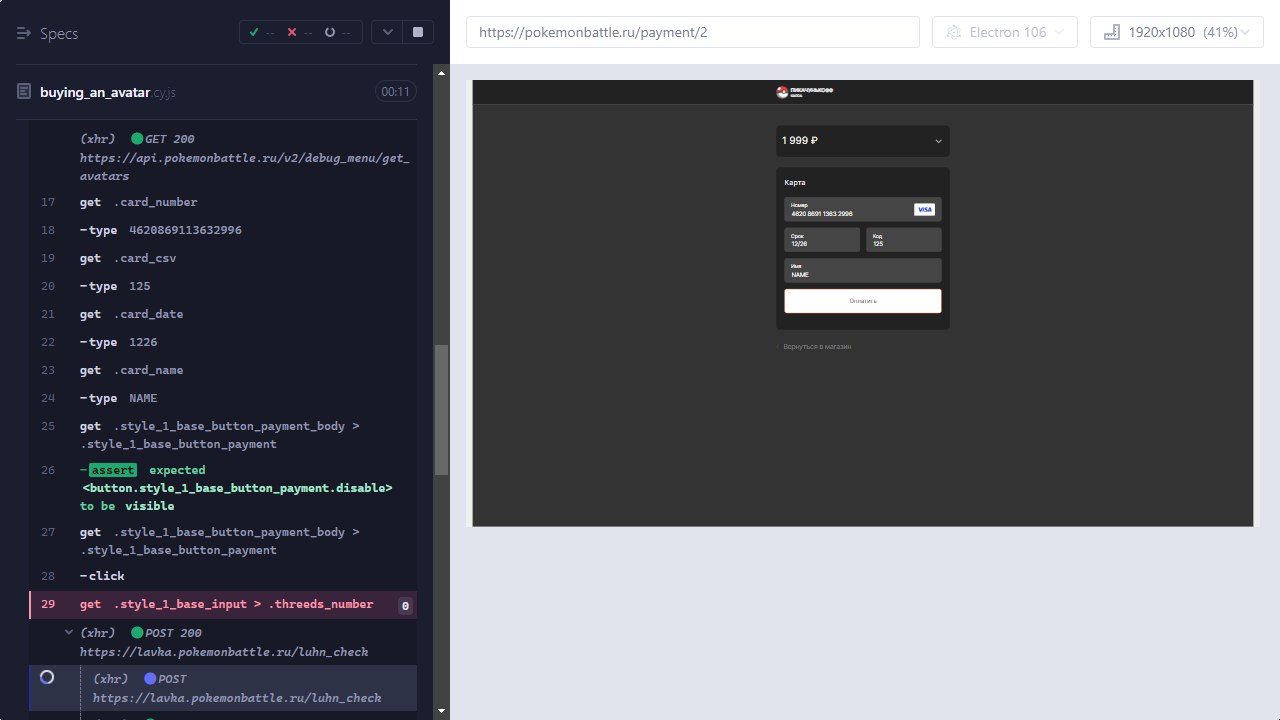 Specs
--
--
--
buying_an_avatar.cy.js
00:11
(xhr) GET 200
https://api.pokemonbattle.ru/v2/debug_menu/get_
avatars
17 get .card_number
18 -type 4620869113632996
19 get .card_csv
20 -type 125
21 get .card_date
22 -type 1226
23 get .card_name
24 -type NAME
25 get .style_1_base_button_payment_body >
.style_1_base_button_payment
26 -assert expected
<button.style_1_base_button_payment.disable>
to be visible
27 get .style_1_base_button_payment_body >
.style_1_base_button_payment
28 -click
29 get .style_1_base_input > .threeds_number 0
(xhr) POST 200
https://lavka.pokemonbattle.ru/luhn_check
(xhr) POST
https://lavka.pokemonbattle.ru/luhn_check
https://pokemonbattle.ru/payment/2
Electron 106
1920x1080 (41%)
ПИКАЧУНЬКОФФ
КАССА
1 999 ₽
Карта
Номер
4620 8691 1363 2996
VISA
Срок
12/26
Код
125
Имя
NAME
Оплатить
Вернуться в магазин